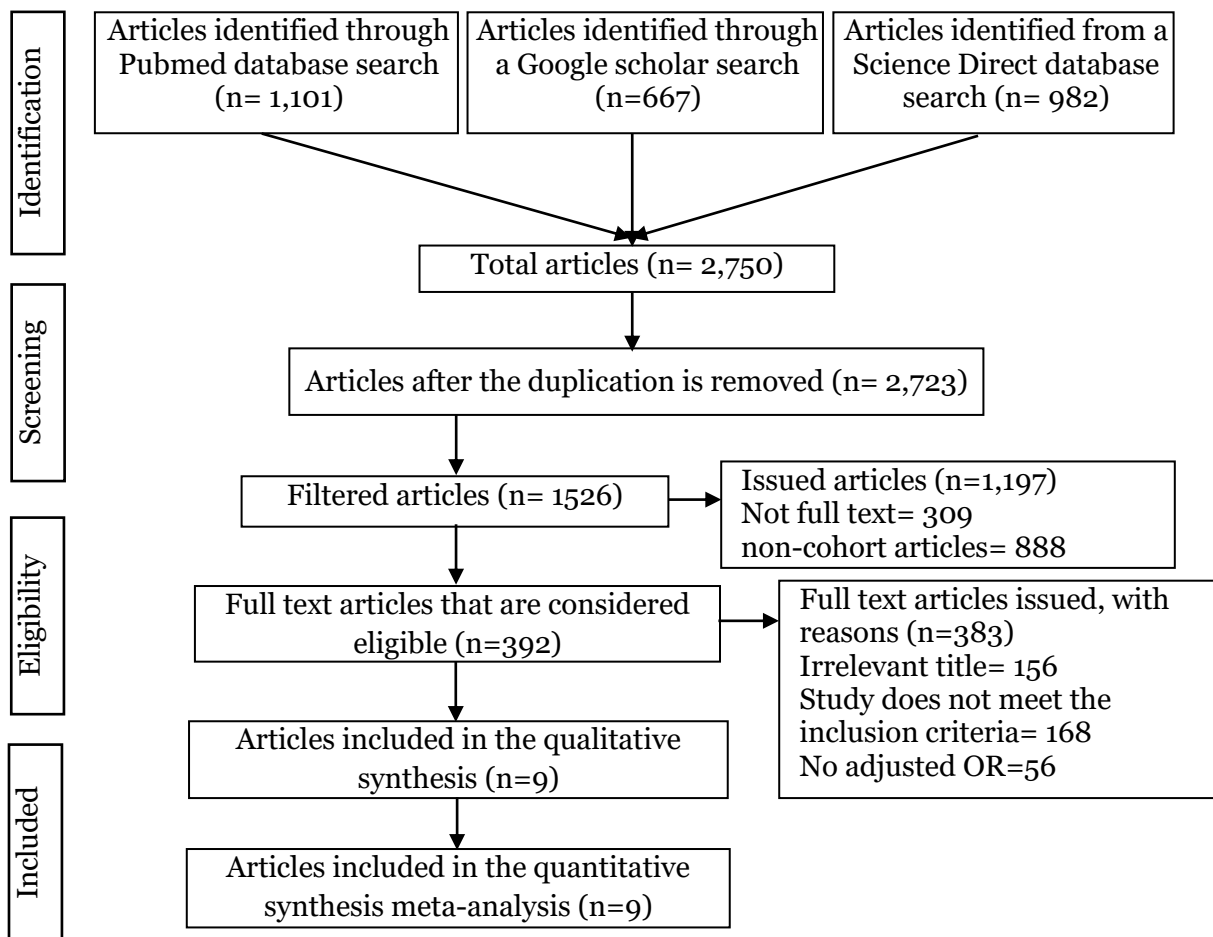 Identification
Articles identified through
Pubmed database search
(n= 1,101)
Articles identified through
a Google scholar search
(n=667)
Articles identified from a
Science Direct database
search (n= 982)
Total articles (n= 2,750)
Screening
Articles after the duplication is removed (n= 2,723)
Filtered articles (n= 1526)
Issued articles (n=1,197)
Not full text= 309
non-cohort articles= 888
Eligibility
Full text articles that are considered
eligible (n=392)
Full text articles issued, with
reasons (n=383)
Irrelevant title= 156
Study does not meet the
inclusion criteria= 168
No adjusted OR=56
Included
Articles included in the qualitative
synthesis (n=9)
Articles included in the quantitative
synthesis meta-analysis (n=9)